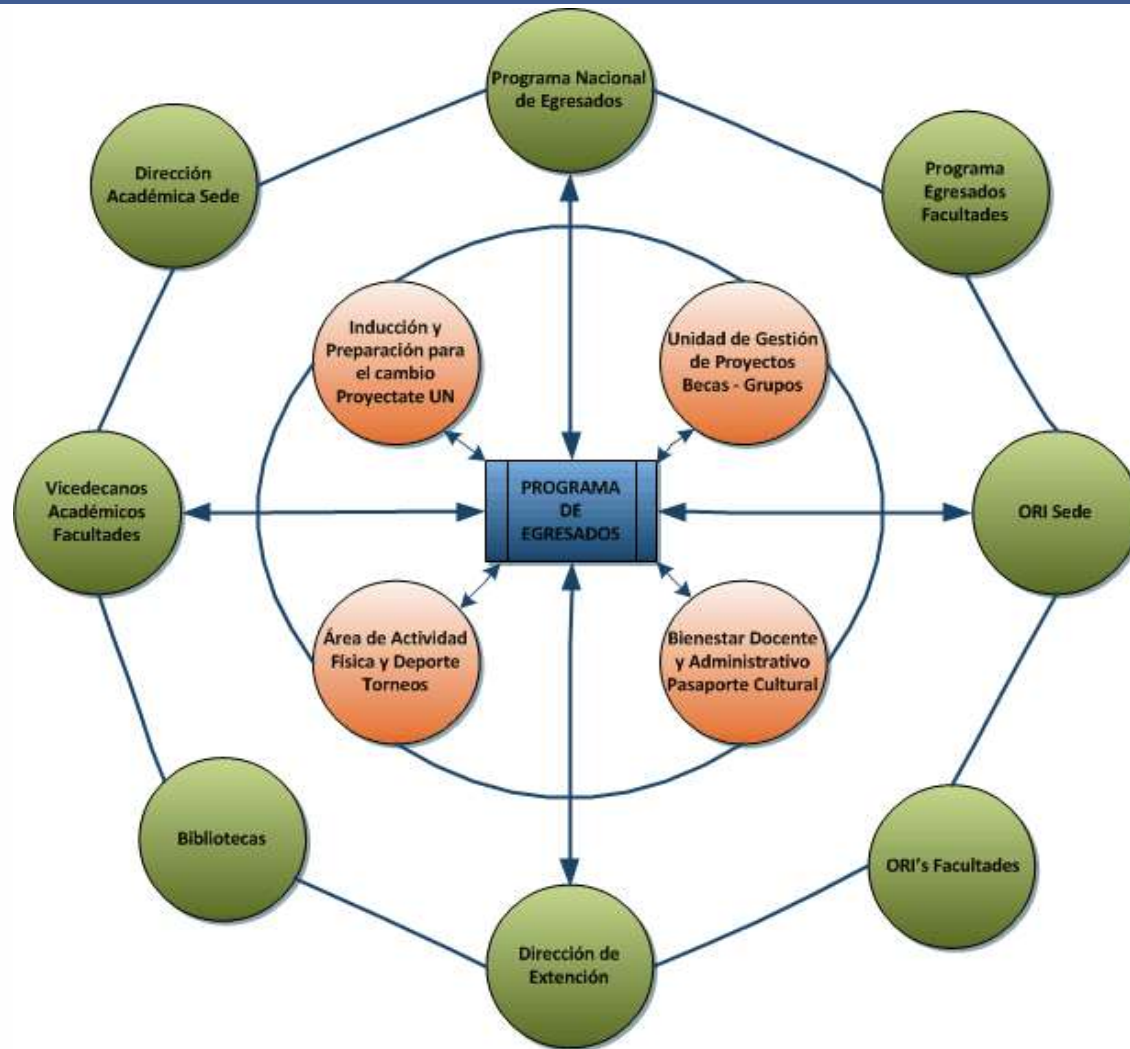 Programa Nacional
de Egresados
Dirección
Académica Sede
Programa
Egresados
Facultades
Inducción y
Preparación para
el cambio
Proyectate UN
Unidad de Gestión
de Proyectos
Becas - Grupos
Vicedecanos
Académicos
Facultades
PROGRAMA
DE
EGRESADOS
ORI Sede
Área de Actividad
Física y Deporte
Torneos
Bienestar Docente
y Administrativo
Pasaporte Cultural
Bibliotecas
ORI's Facultades
Dirección de
Extención